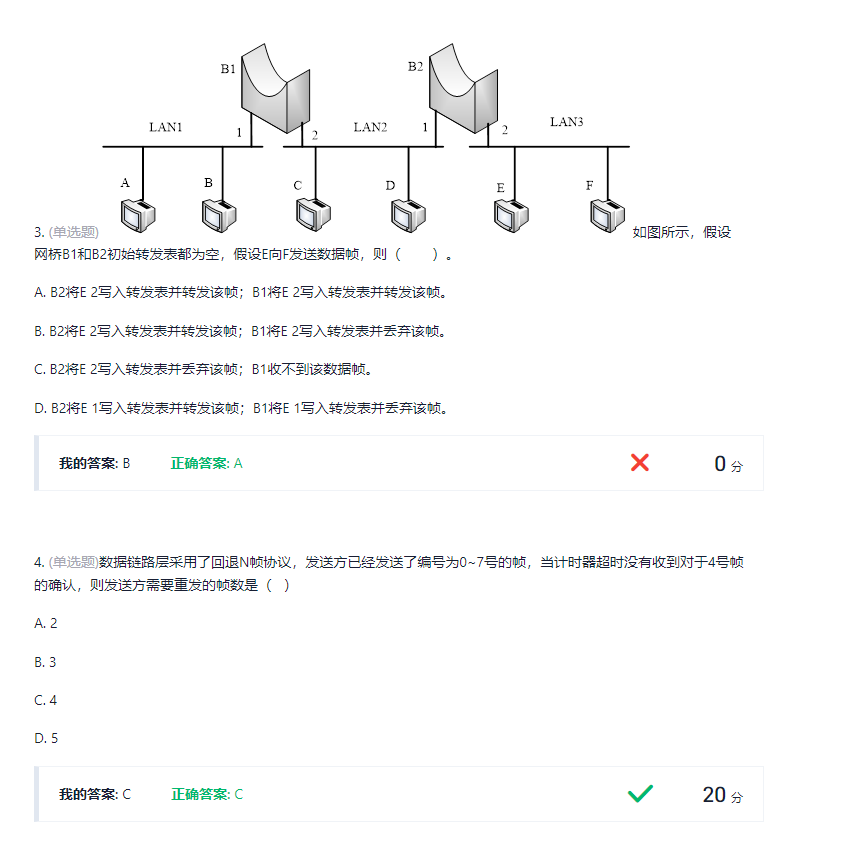 B1
B2
LAN1
1
2
LAN2
1
2
LAN3
A
B
C
D
E
F
3. (单选题) 如图所示，假设
网桥B1和B2初始转发表都为空，假设E向F发送数据帧，则（　　）。
A. B2将E 2写入转发表并转发该帧；B1将E 2写入转发表并转发该帧。
B. B2将E 2写入转发表并转发该帧；B1将E 2写入转发表并丢弃该帧。
C. B2将E 2写入转发表并丢弃该帧；B1收不到该数据帧。
D. B2将E 1写入转发表并转发该帧；B1将E 1写入转发表并丢弃该帧。
我的答案: B 正确答案: A 0 分
4. (单选题)数据链路层采用了回退N帧协议，发送方已经发送了编号为0~7号的帧，当计时器超时没有收到对于4号帧
的确认，则发送方需要重发的帧数是（ ）
A. 2
B. 3
C. 4
D. 5
我的答案: C 正确答案: C 20 分